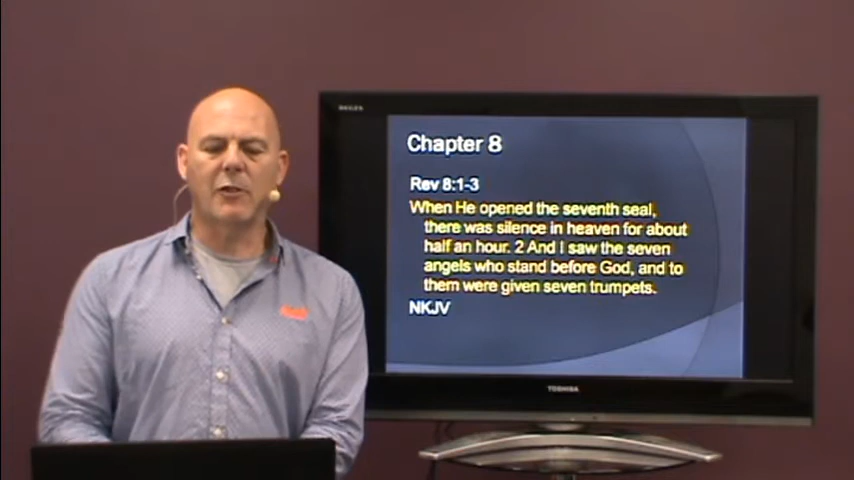 Chapter 8
Rev 8:1-3
When He opened the seventh seal,
there was silence in heaven for about
half an hour. 2 And I saw the seven
angels who stand before God, and to
them were given seven trumpets.
NKJV
TOSHIBA